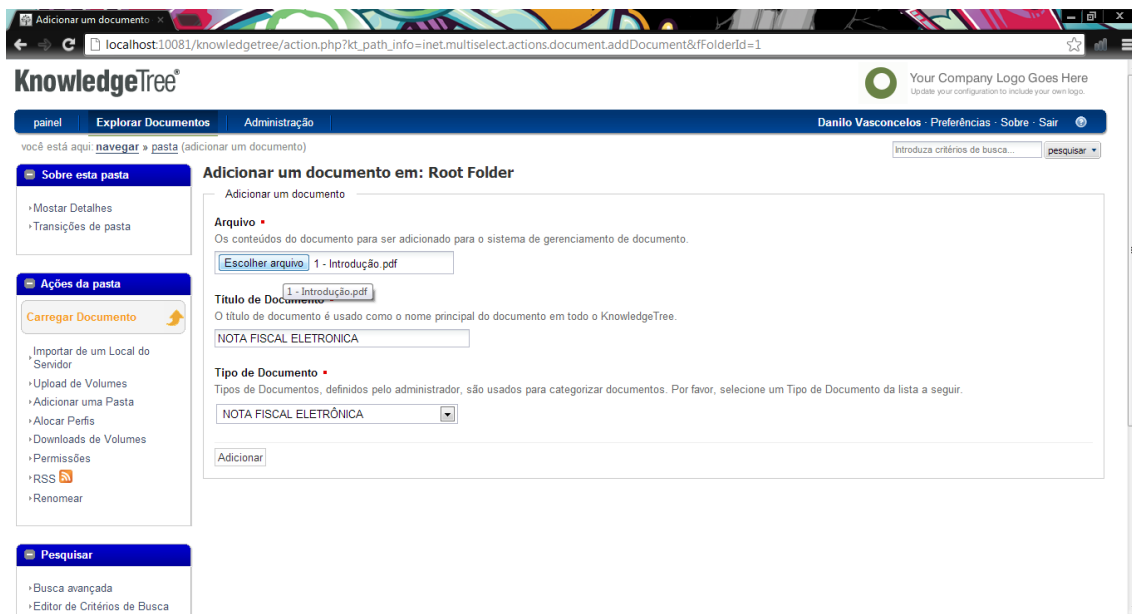 Adicionar um documento
localhost:10081/knowledgetree/action.php?kt_path_info=inet.multiselect.actions.document.addDocument&fFolderId=1
KnowledgeTree®
Your Company Logo Goes Here
Update your configuration to include your own logo.
painel Explorar Documentos Administração Danilo Vasconcelos · Preferências · Sobre · Sair
você está aqui: navegar » pasta (adicionar um documento)
Introduza critérios de busca... pesquisar
Sobre esta pasta
Mostar Detalhes
Transições de pasta
Ações da pasta
Carregar Documento
Importar de um Local do
Servidor
Upload de Volumes
Adicionar uma Pasta
Alocar Perfis
Downloads de Volumes
Permissões
RSS
Renomear
Pesquisar
Busca avançada
Editor de Critérios de Busca
Adicionar um documento em: Root Folder
Adicionar um documento
Arquivo
Os conteúdos do documento para ser adicionado para o sistema de gerenciamento de documento.
Escolher arquivo 1 - Introdução.pdf
1 - Introdução.pdf
Título de Documento
O título de documento é usado como o nome principal do documento em todo o KnowledgeTree.
NOTA FISCAL ELETRONICA
Tipo de Documento
Tipos de Documentos, definidos pelo administrador, são usados para categorizar documentos. Por favor, selecione um Tipo de Documento da lista a seguir.
NOTA FISCAL ELETRÔNICA
Adicionar